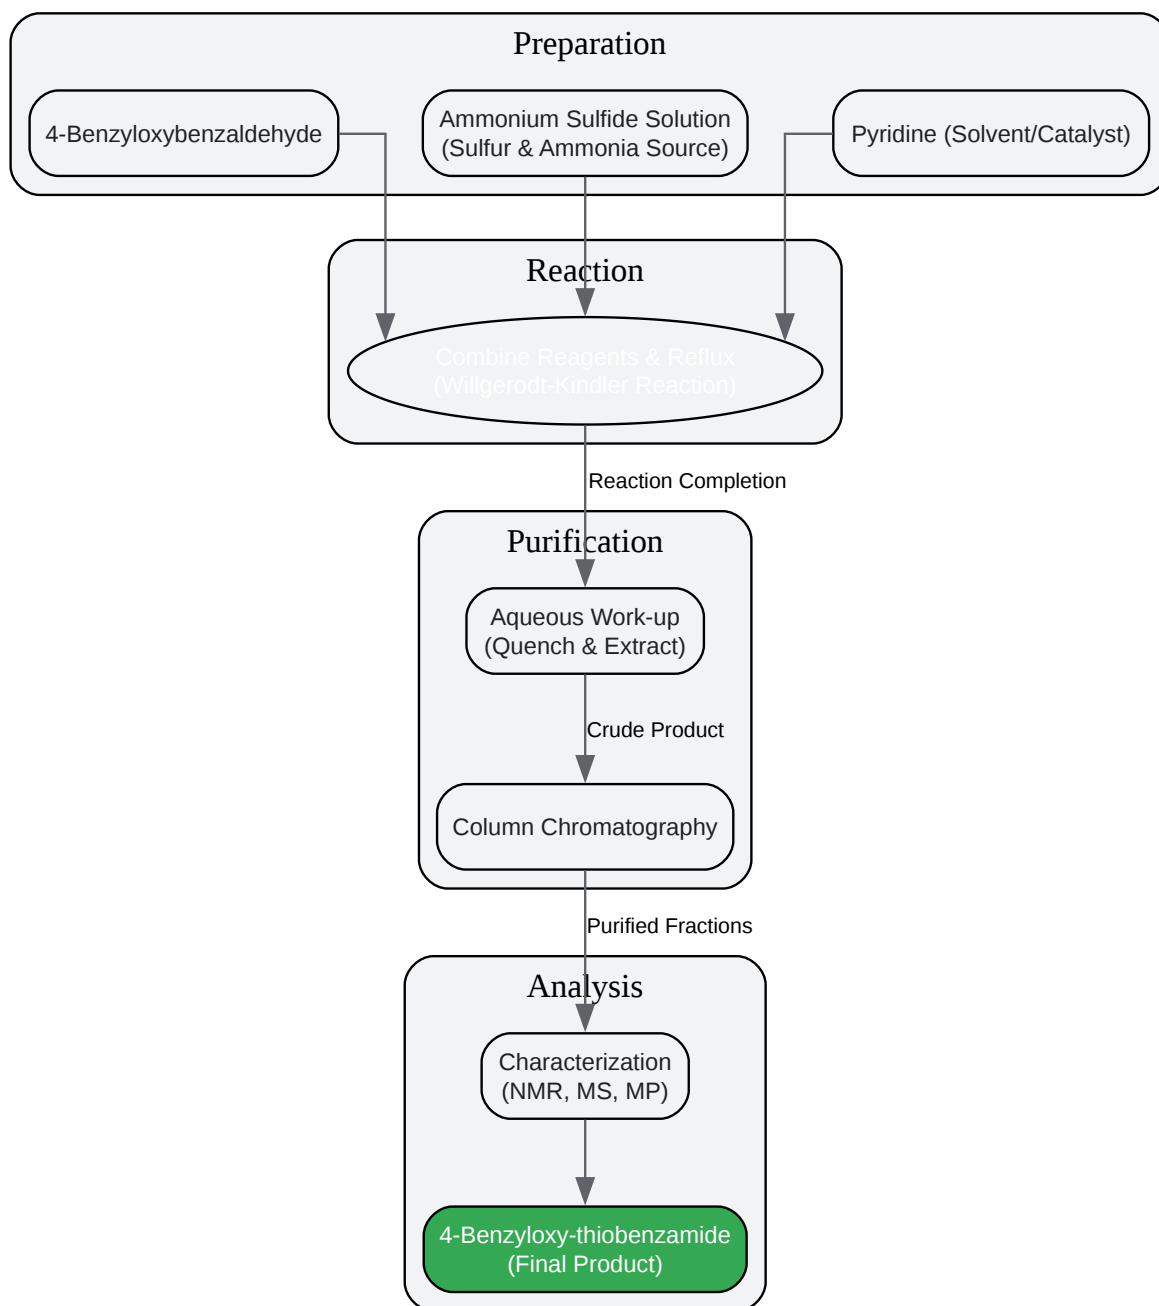 Preparation
4-Benzyloxybenzaldehyde
Ammonium Sulfide Solution
(Sulfur & Ammonia Source)
Pyridine (Solvent/Catalyst)
Reaction
Combine Reagents & Reflux
(Willgerodt-Kindler Reaction)
Reaction Completion
Purification
Aqueous Work-up
(Quench & Extract)
Crude Product
Column Chromatography
Purified Fractions
Analysis
Characterization
(NMR, MS, MP)
4-Benzyloxy-thiobenzamide
(Final Product)